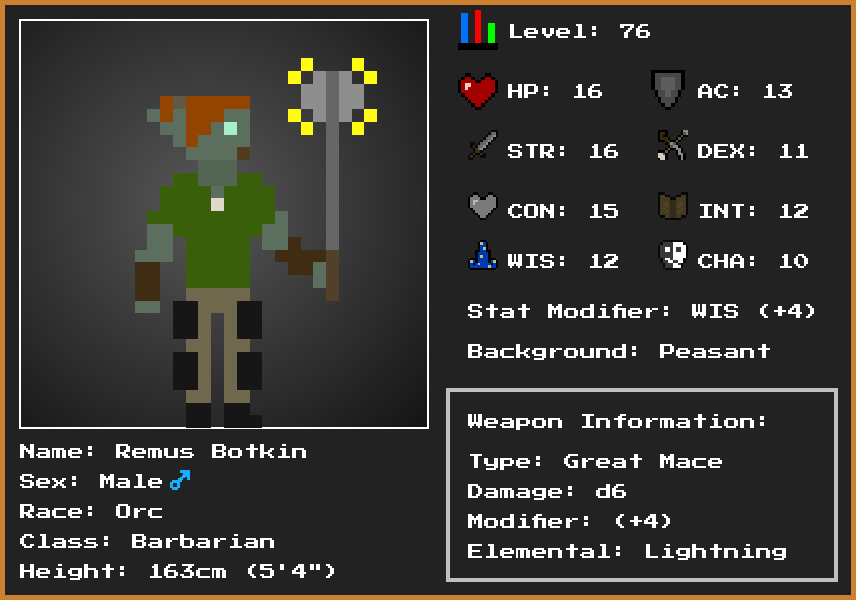 Level: 76
HP: 16
AC: 13
STR: 16
DEX: 11
CON: 15
INT: 12
WIS: 12
CHA: 10
Stat Modifier: WIS (+4)
Background: Peasant
Weapon Information:
Type: Great Mace
Damage: d6
Modifier: (+4)
Elemental: Lightning
Name: Remus Botkin
Sex: Male ♂
Race: Orc
Class: Barbarian
Height: 163cm (5'4")